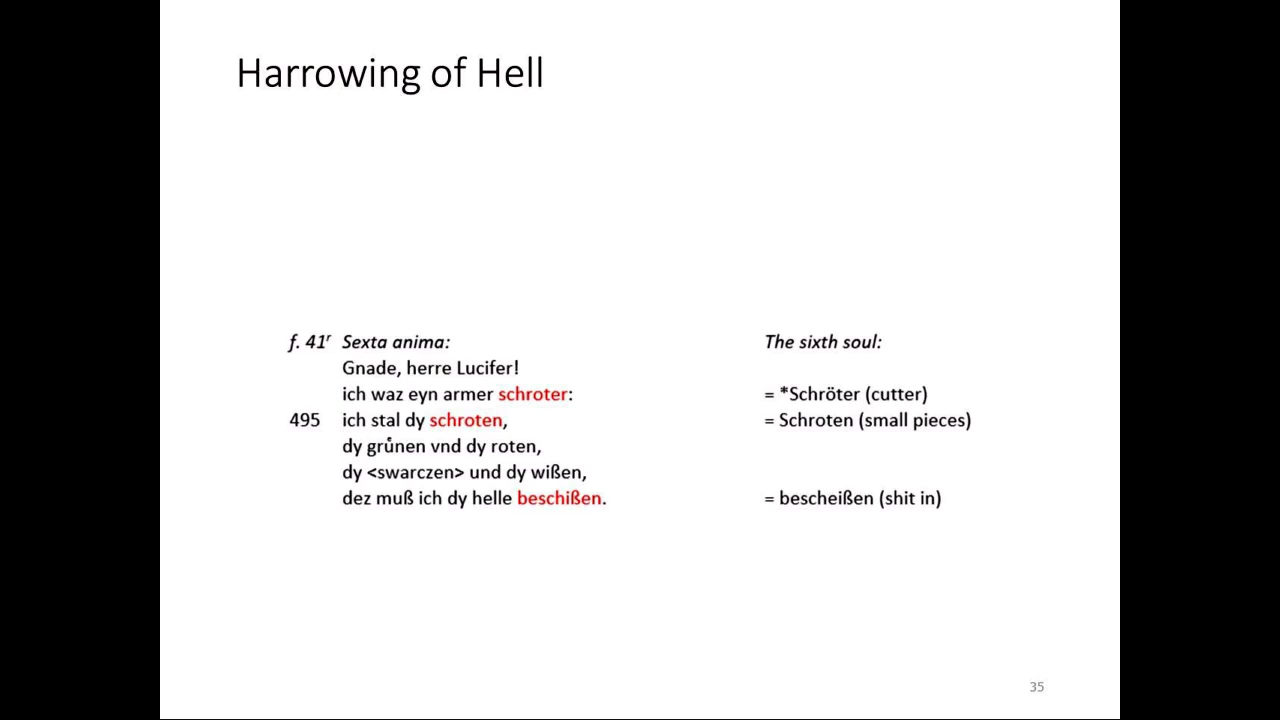 Harrowing of Hell
f. 41ʳ Sexta anima: The sixth soul:
Gnade, herre Lucifer!
ich waz eyn armer schroter: = *Schröter (cutter)
495 ich stal dy schroten, = Schroten (small pieces)
dy grůnen vnd dy roten,
dy <swarczen> und dy wißen,
dez muß ich dy helle beschißen. = bescheißen (shit in)
35